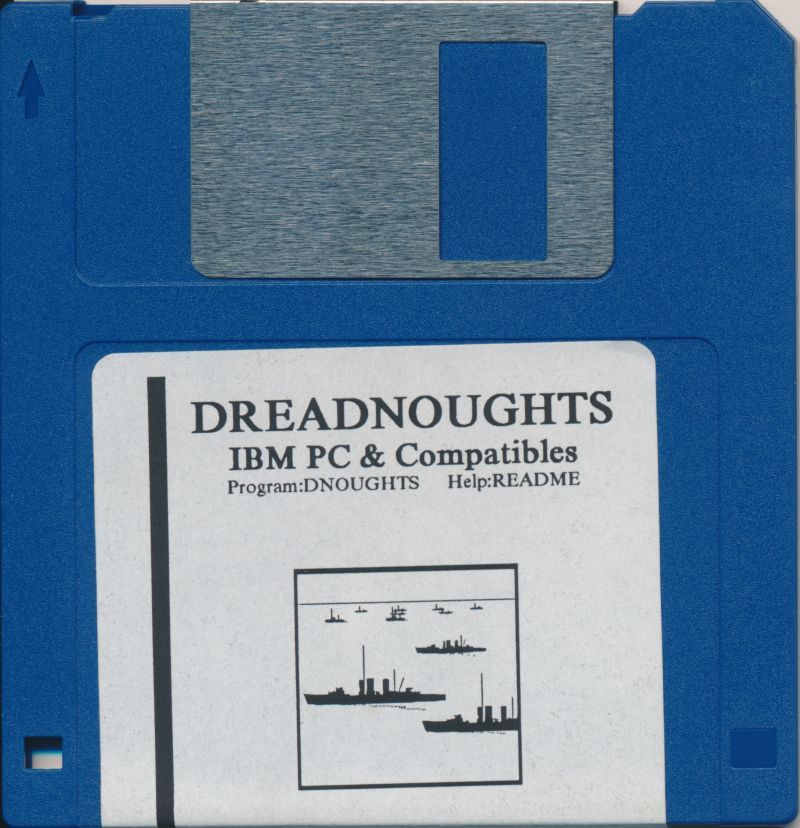 DREADNOUGHTS
IBM PC & Compatibles
Program:DNOUGHTS Help:README